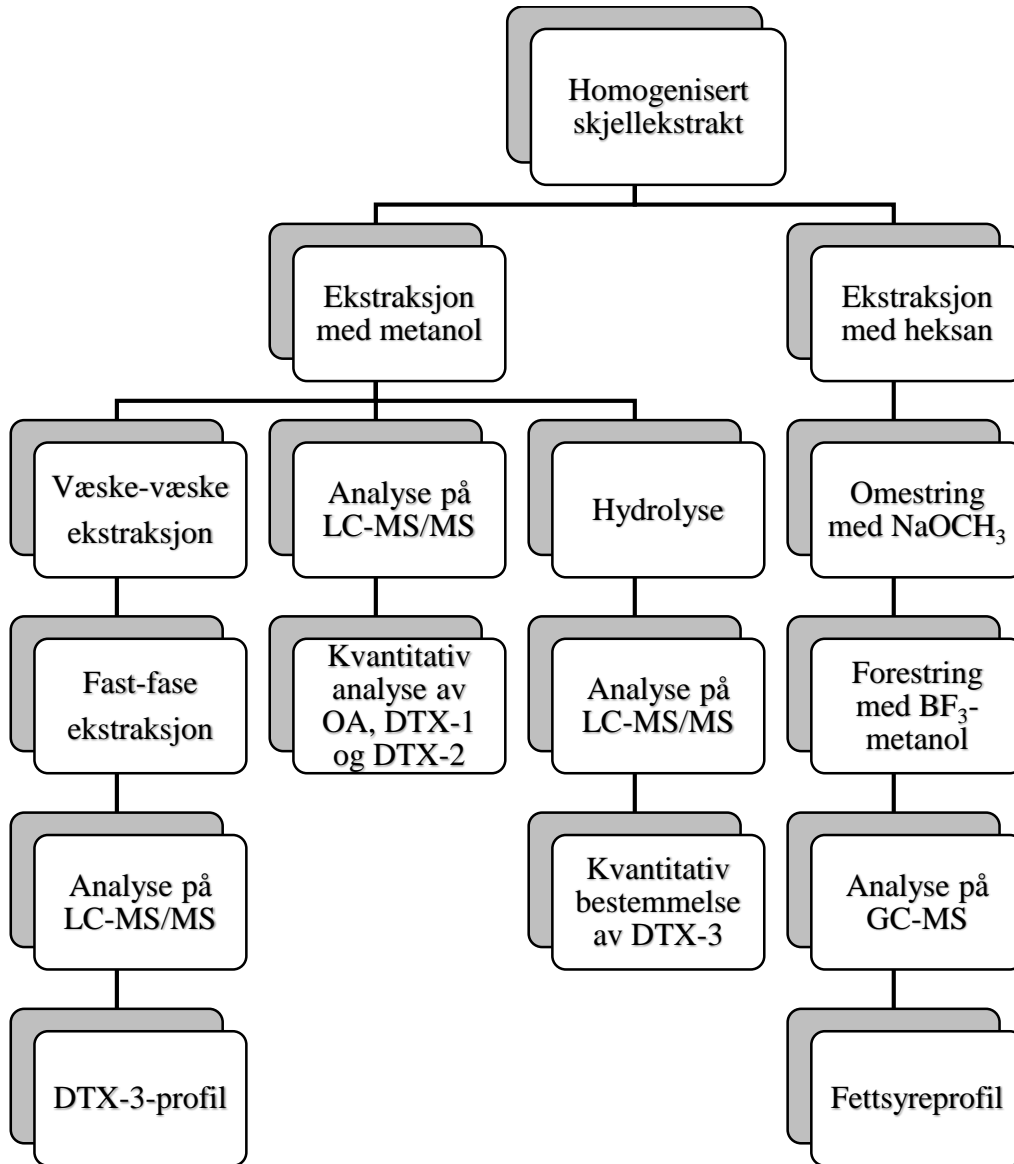 Homogenisert
skjellekstrakt
Ekstraksjon
med metanol
Ekstraksjon
med heksan
Væske-væske
ekstraksjon
Analyse på
LC-MS/MS
Hydrolyse
Omestring
med NaOCH₃
Fast-fase
ekstraksjon
Kvantitativ
analyse av
OA, DTX-1
og DTX-2
Analyse på
LC-MS/MS
Forestring
med BF₃-
metanol
Analyse på
LC-MS/MS
Kvantitativ
bestemmelse
av DTX-3
Analyse på
GC-MS
DTX-3-profil
Fettsyreprofil